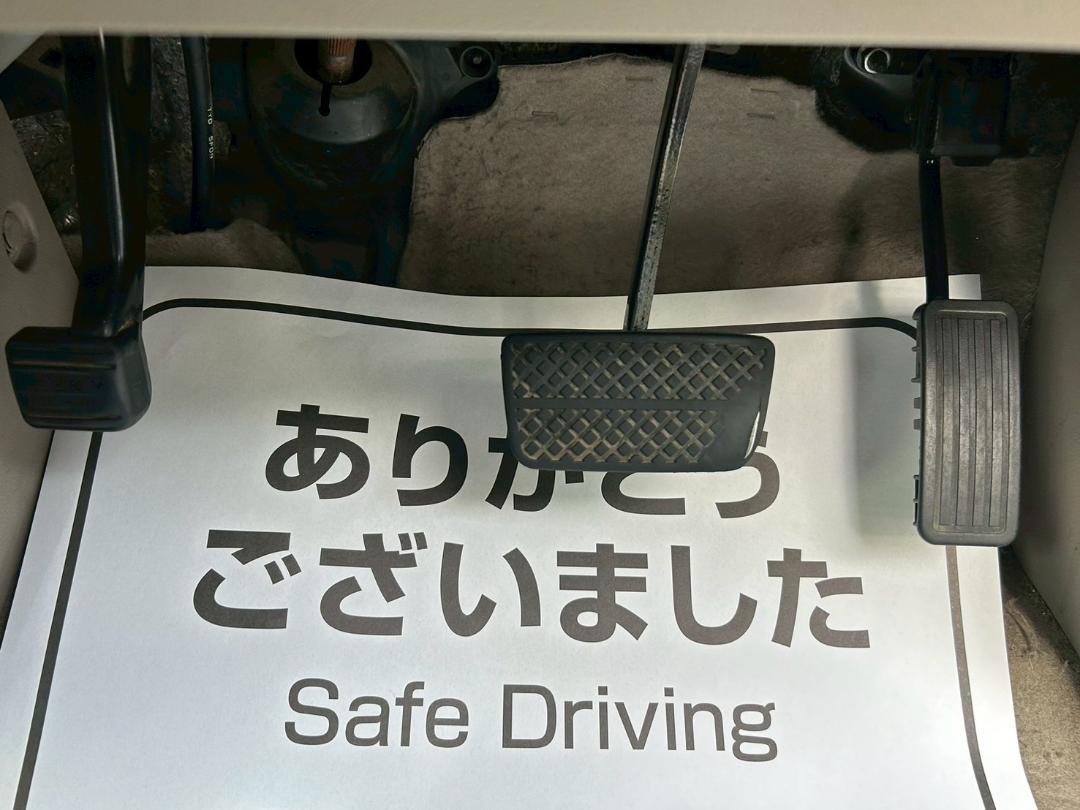 ありがとう
ございました
Safe Driving